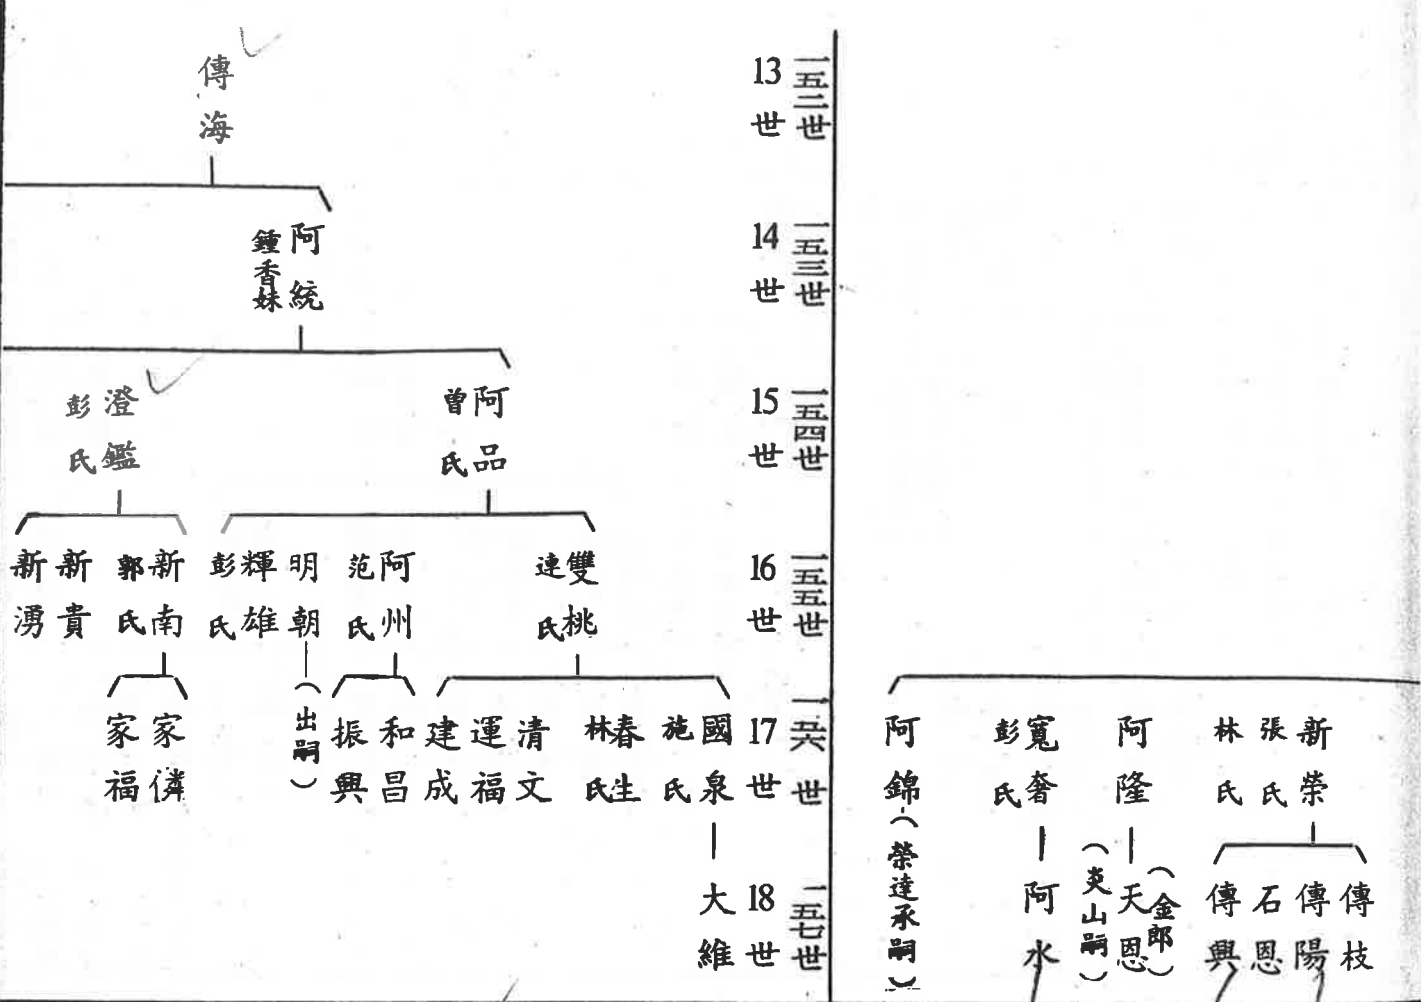 新榮
張氏
林氏
傳枝
傳陽
石恩
傳興
阿隆
天恩
（金郎）
（炎山嗣）
寬奢
彭氏
阿水
阿錦（榮達承嗣）
一五二世
13世
一五三世
14世
一五四世
15世
一五五世
16世
一五六世
17世
一五七世
18世
傳海
阿統
鍾香妹
阿品
曾氏
澄鑑
彭氏
雙桃
連氏
阿州
范氏
明朝（出嗣）
輝雄
彭氏
新南
郭氏
新貴
新湧
國泉
施氏
春生
林氏
清文
運福
建成
和昌
振興
家憐
家福
大維